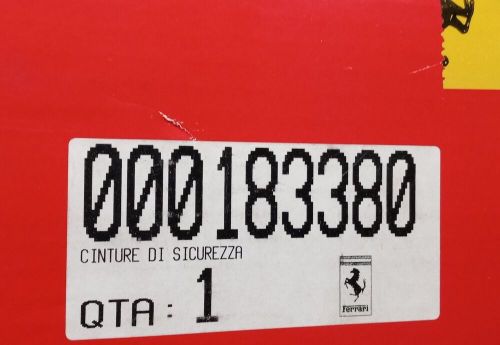 000183380
CINTURE DI SICUREZZA
QTA: 1
Ferrari